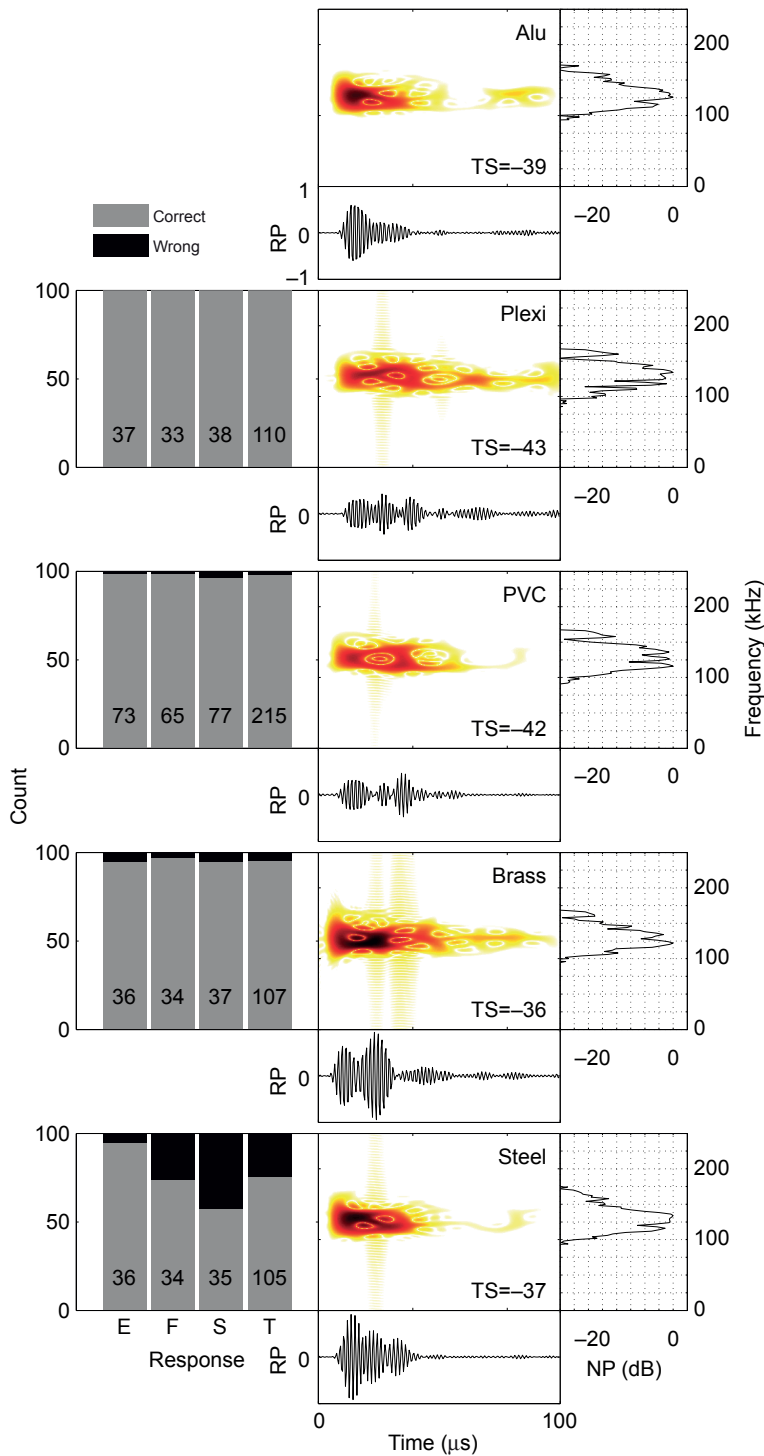 Alu
TS=–39
200
100
0
–20 0
Correct
Wrong
1
RP 0
–1
100
50
0
37 33 38 110
Plexi
TS=–43
200
100
0
–20 0
RP 0
100
50
0
73 65 77 215
PVC
TS=–42
200
100
0
–20 0
Frequency (kHz)
Count
RP 0
100
50
0
36 34 37 107
Brass
TS=–36
200
100
0
–20 0
RP 0
100
50
0
36 34 35 105
E F S T
Response
Steel
TS=–37
200
100
0
–20 0
NP (dB)
RP 0
0 100
Time (μs)